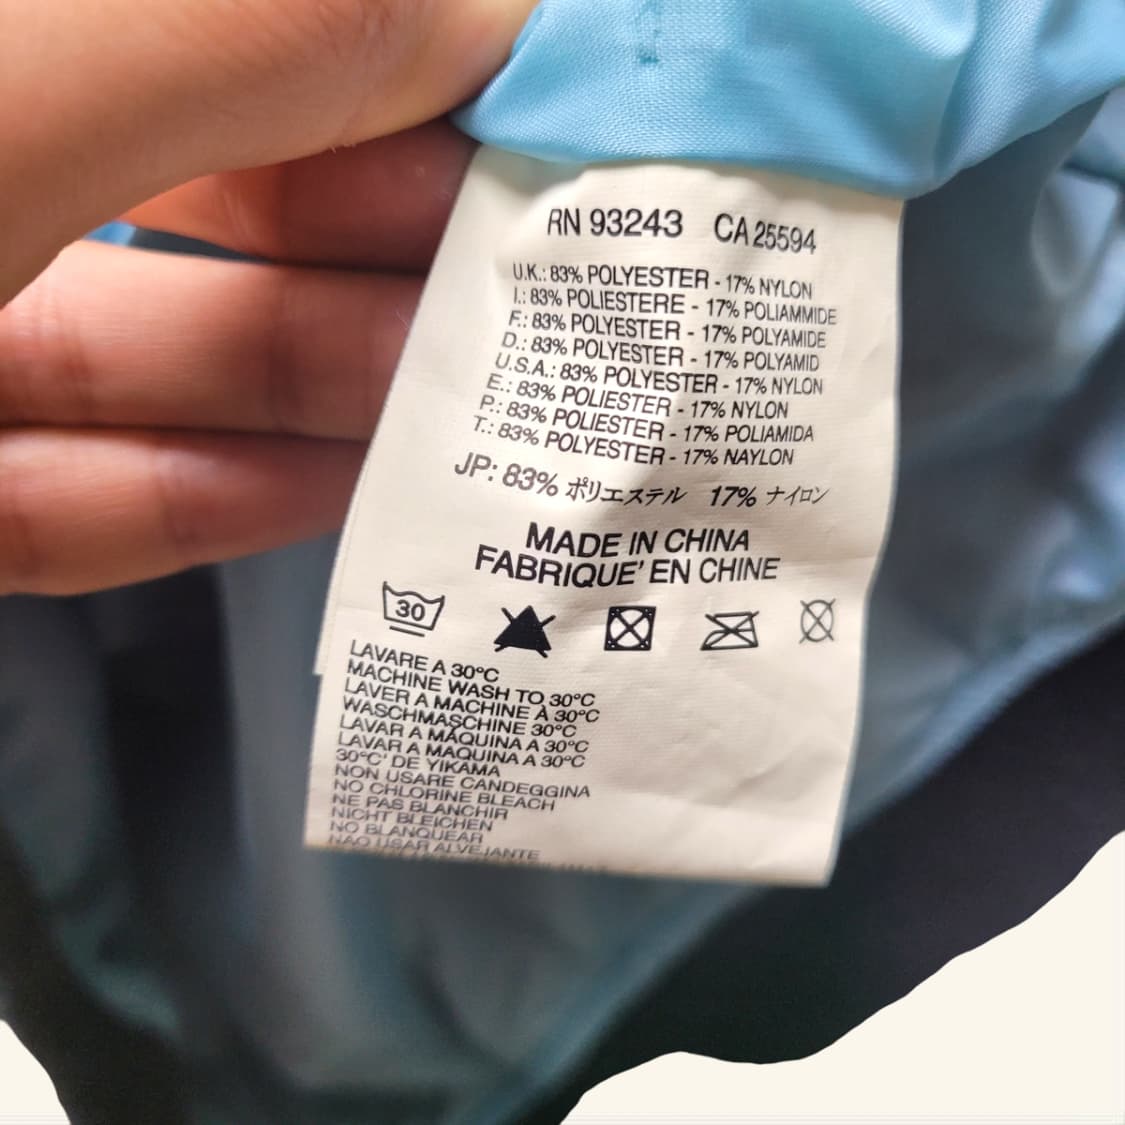 RN 93243 CA 25594
U.K.: 83% POLYESTER - 17% NYLON
I.: 83% POLIESTERE - 17% POLIAMMIDE
F.: 83% POLYESTER - 17% POLYAMIDE
D.: 83% POLYESTER - 17% POLYAMID
U.S.A.: 83% POLYESTER - 17% NYLON
E.: 83% POLIESTER - 17% NYLON
P.: 83% POLIESTER - 17% POLIAMIDA
T.: 83% POLYESTER - 17% NAYLON
JP: 83% ポリエステル 17% ナイロン
MADE IN CHINA
FABRIQUE' EN CHINE
30
LAVARE A 30°C
MACHINE WASH TO 30°C
LAVER A MACHINE À 30°C
WASCHMASCHINE 30°C
LAVAR A MÁQUINA A 30°C
LAVAR A MAQUINA A 30°C
30°C' DE YIKAMA
NON USARE CANDEGGINA
NO CHLORINE BLEACH
NE PAS BLANCHIR
NICHT BLEICHEN
NO BLANQUEAR
NAO USAR ALVEJANTE